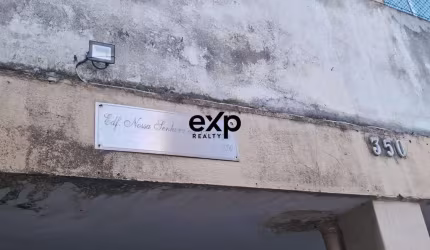 Edf. Nossa Senhora
exp
REALTY
350